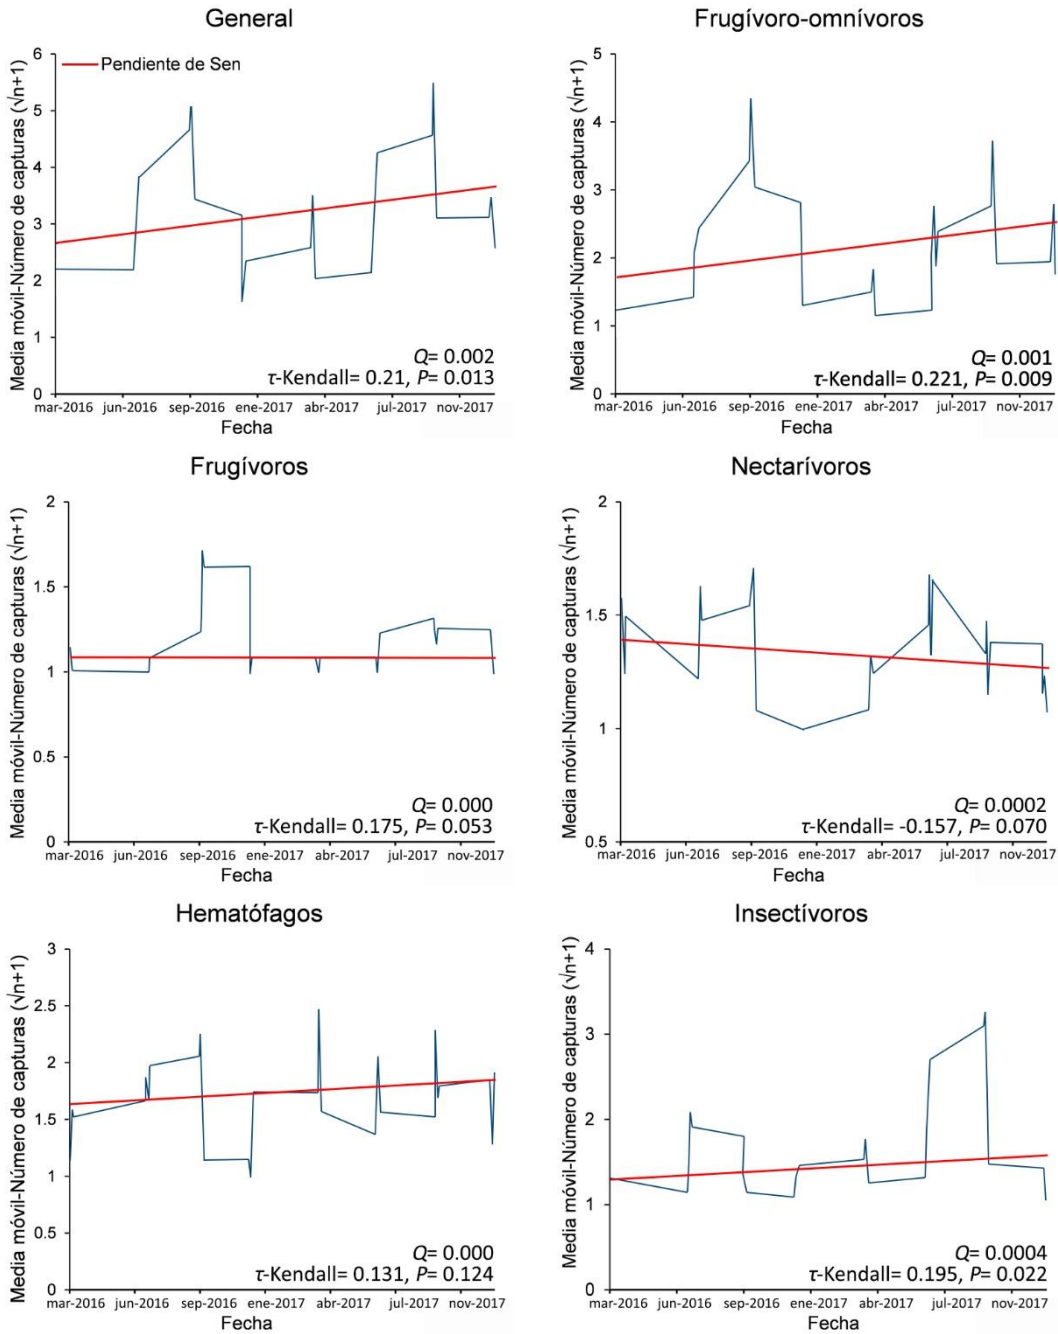 General
Media móvil-Número de capturas (√n+1)
6
5
4
3
2
1
0
Pendiente de Sen
Q= 0.002
τ-Kendall= 0.21, P= 0.013
mar-2016 jun-2016 sep-2016 ene-2017 abr-2017 jul-2017 nov-2017
Fecha
Frugívoro-omnívoros
Media móvil-Número de capturas (√n+1)
5
4
3
2
1
0
Q= 0.001
τ-Kendall= 0.221, P= 0.009
mar-2016 jun-2016 sep-2016 ene-2017 abr-2017 jul-2017 nov-2017
Fecha
Frugívoros
Media móvil-Número de capturas (√n+1)
2
1.5
1
0.5
0
Q= 0.000
τ-Kendall= 0.175, P= 0.053
mar-2016 jun-2016 sep-2016 ene-2017 abr-2017 jul-2017 nov-2017
Fecha
Nectarívoros
Media móvil-Número de capturas (√n+1)
2
1.5
1
0.5
Q= 0.0002
τ-Kendall= -0.157, P= 0.070
mar-2016 jun-2016 sep-2016 ene-2017 abr-2017 jul-2017 nov-2017
Fecha
Hematófagos
Media móvil-Número de capturas (√n+1)
3
2.5
2
1.5
1
0.5
0
Q= 0.000
τ-Kendall= 0.131, P= 0.124
mar-2016 jun-2016 sep-2016 ene-2017 abr-2017 jul-2017 nov-2017
Fecha
Insectívoros
Media móvil-Número de capturas (√n+1)
4
3
2
1
0
Q= 0.0004
τ-Kendall= 0.195, P= 0.022
mar-2016 jun-2016 sep-2016 ene-2017 abr-2017 jul-2017 nov-2017
Fecha